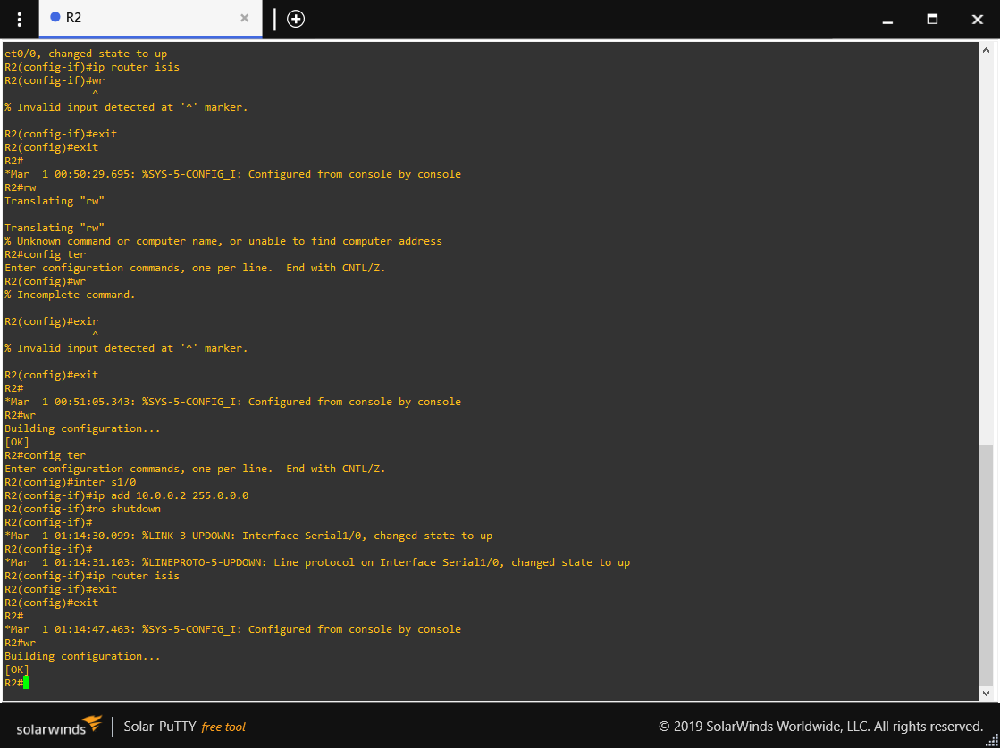 R2
et0/0, changed state to up
R2(config-if)#ip router isis
R2(config-if)#wr
^
% Invalid input detected at '^' marker.
R2(config-if)#exit
R2(config)#exit
R2#
*Mar  1 00:50:29.695: %SYS-5-CONFIG_I: Configured from console by console
R2#rw
Translating "rw"
Translating "rw"
% Unknown command or computer name, or unable to find computer address
R2#config ter
Enter configuration commands, one per line.  End with CNTL/Z.
R2(config)#wr
% Incomplete command.
R2(config)#exir
^
% Invalid input detected at '^' marker.
R2(config)#exit
R2#
*Mar  1 00:51:05.343: %SYS-5-CONFIG_I: Configured from console by console
R2#wr
Building configuration...
[OK]
R2#config ter
Enter configuration commands, one per line.  End with CNTL/Z.
R2(config)#inter s1/0
R2(config-if)#ip add 10.0.0.2 255.0.0.0
R2(config-if)#no shutdown
R2(config-if)#
*Mar  1 01:14:30.099: %LINK-3-UPDOWN: Interface Serial1/0, changed state to up
R2(config-if)#
*Mar  1 01:14:31.103: %LINEPROTO-5-UPDOWN: Line protocol on Interface Serial1/0, changed state to up
R2(config-if)#ip router isis
R2(config-if)#exit
R2(config)#exit
R2#
*Mar  1 01:14:47.463: %SYS-5-CONFIG_I: Configured from console by console
R2#wr
Building configuration...
[OK]
R2#
solarwinds Solar-PuTTY free tool © 2019 SolarWinds Worldwide, LLC. All rights reserved.